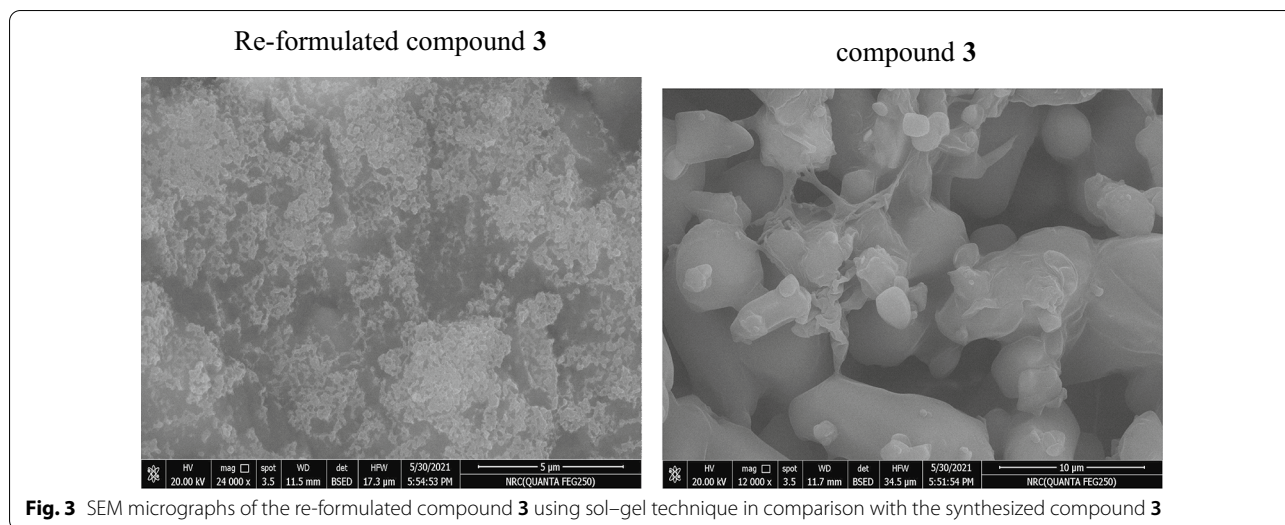 Re-formulated compound 3
compound 3
HV mag spot WD det HFW 5/30/2021 5 μm
20.00 kV 24 000 x 3.5 11.5 mm BSED 17.3 μm 5:54:53 PM NRC(QUANTA FEG250)
HV mag spot WD det HFW 5/30/2021 10 μm
20.00 kV 12 000 x 3.5 11.7 mm BSED 34.5 μm 5:51:54 PM NRC(QUANTA FEG250)
Fig. 3 SEM micrographs of the re-formulated compound 3 using sol–gel technique in comparison with the synthesized compound 3